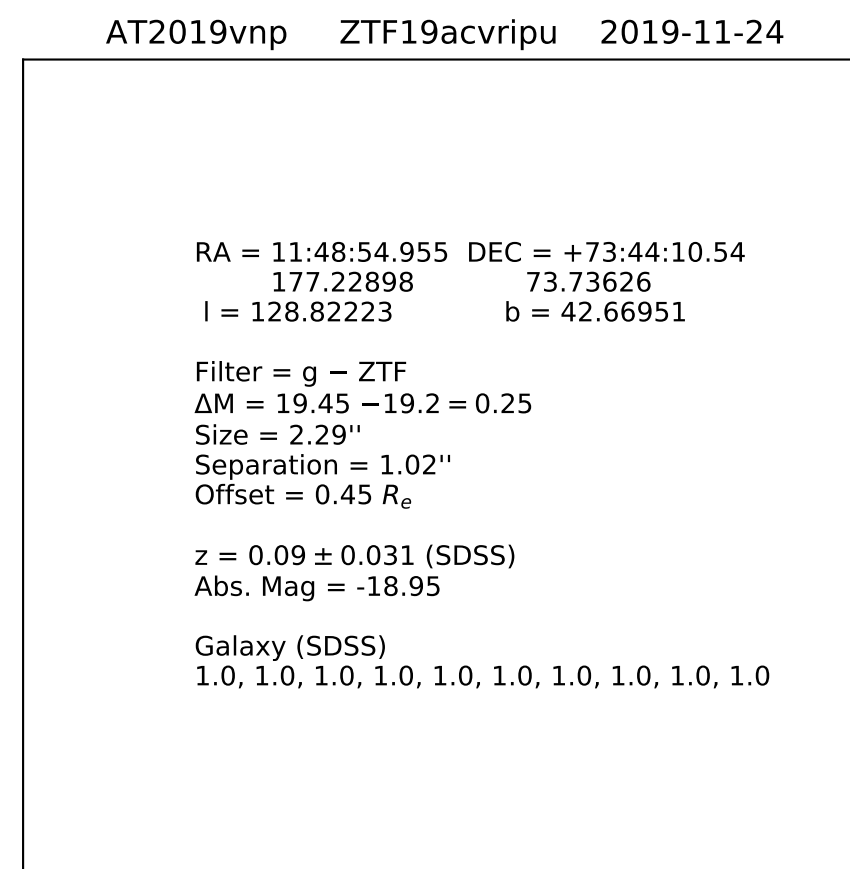 AT2019vnp ZTF19acvripu 2019-11-24
RA = 11:48:54.955 DEC = +73:44:10.54
177.22898 73.73626
l = 128.82223 b = 42.66951
Filter = g − ZTF
ΔM = 19.45 −19.2 = 0.25
Size = 2.29''
Separation = 1.02''
Offset = 0.45 Rₑ
z = 0.09 ± 0.031 (SDSS)
Abs. Mag = -18.95
Galaxy (SDSS)
1.0, 1.0, 1.0, 1.0, 1.0, 1.0, 1.0, 1.0, 1.0, 1.0